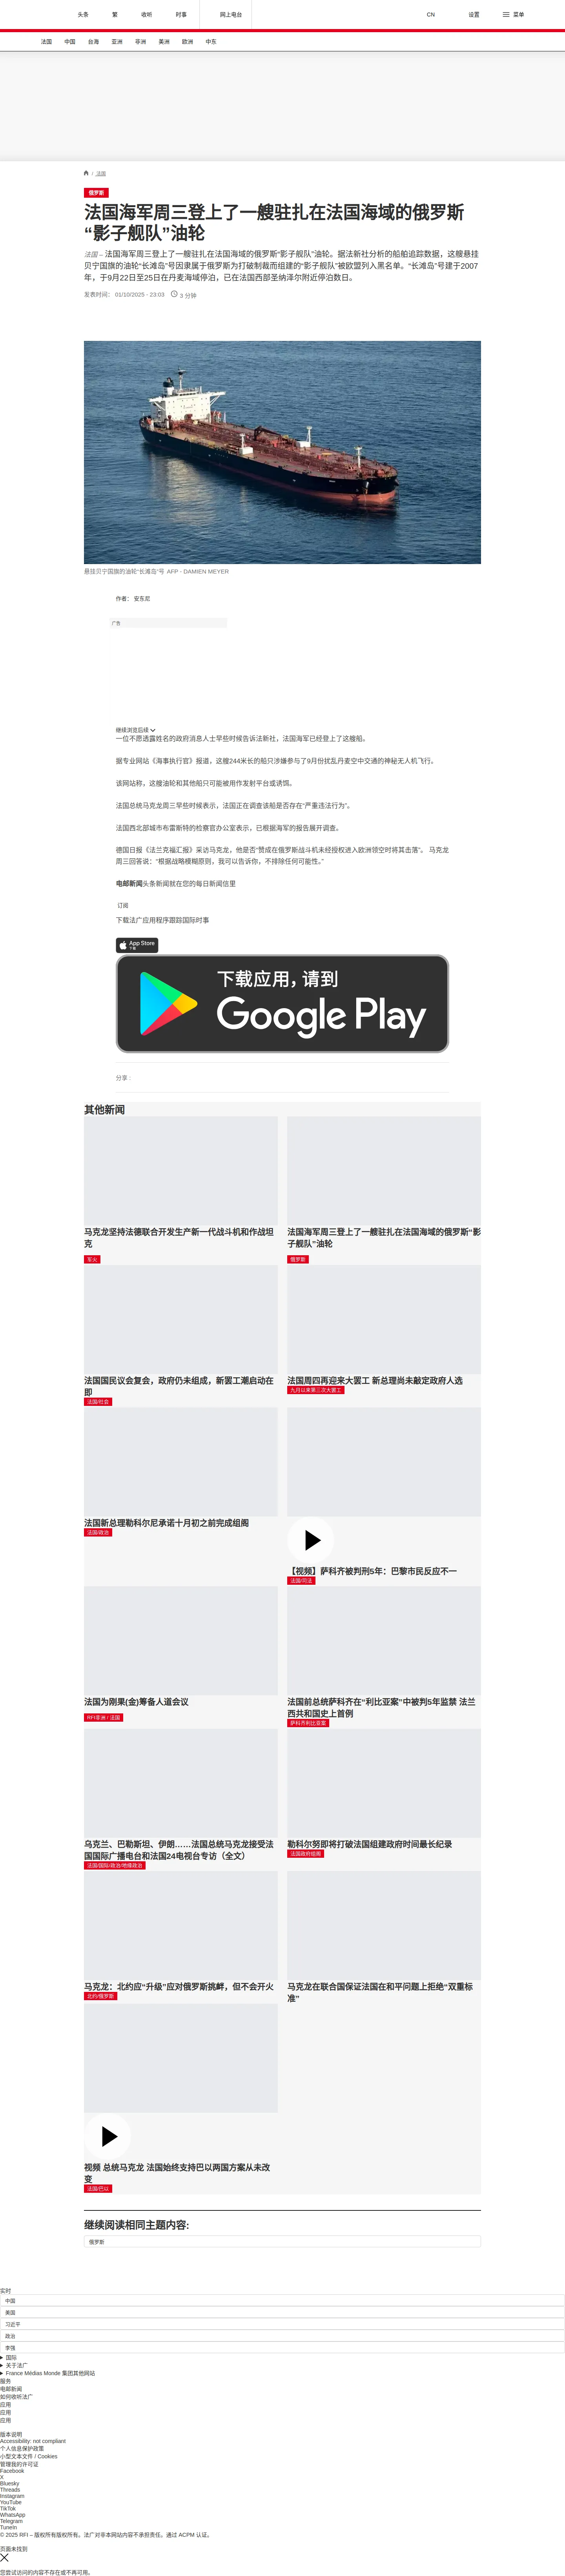 头条
繁
收听
时事
网上电台
CN
设置
菜单
法国
中国
台海
亚洲
非洲
美洲
欧洲
中东
/ 法国
俄罗斯
法国海军周三登上了一艘驻扎在法国海域的俄罗斯
“影子舰队”油轮
法国 – 法国海军周三登上了一艘驻扎在法国海域的俄罗斯“影子舰队”油轮。据法新社分析的船舶追踪数据，这艘悬挂
贝宁国旗的油轮“长滩岛”号因隶属于俄罗斯为打破制裁而组建的“影子舰队”被欧盟列入黑名单。“长滩岛”号建于2007
年，于9月22日至25日在丹麦海域停泊，已在法国西部圣纳泽尔附近停泊数日。
发表时间： 01/10/2025 - 23:03
3 分钟
悬挂贝宁国旗的油轮“长滩岛”号 AFP - DAMIEN MEYER
作者： 安东尼
广告
继续浏览后续
一位不愿透露姓名的政府消息人士早些时候告诉法新社，法国海军已经登上了这艘船。
据专业网站《海事执行官》报道，这艘244米长的船只涉嫌参与了9月份扰乱丹麦空中交通的神秘无人机飞行。
该网站称，这艘油轮和其他船只可能被用作发射平台或诱饵。
法国总统马克龙周三早些时候表示，法国正在调查该船是否存在“严重违法行为”。
法国西北部城市布雷斯特的检察官办公室表示，已根据海军的报告展开调查。
德国日报《法兰克福汇报》采访马克龙，他是否“赞成在俄罗斯战斗机未经授权进入欧洲领空时将其击落”。 马克龙
周三回答说：“根据战略模糊原则，我可以告诉你，不排除任何可能性。”
电邮新闻头条新闻就在您的每日新闻信里
订阅
下载法广应用程序跟踪国际时事
App Store
下载
下载应用，请到
Google Play
分享 :
其他新闻
马克龙坚持法德联合开发生产新一代战斗机和作战坦
克
军火
法国海军周三登上了一艘驻扎在法国海域的俄罗斯“影
子舰队”油轮
俄罗斯
法国国民议会复会，政府仍未组成，新罢工潮启动在
即
法国/社会
法国周四再迎来大罢工 新总理尚未敲定政府人选
九月以来第三次大罢工
法国新总理勒科尔尼承诺十月初之前完成组阁
法国/政治
【视频】萨科齐被判刑5年：巴黎市民反应不一
法国/司法
法国为刚果(金)筹备人道会议
RFI非洲 / 法国
法国前总统萨科齐在“利比亚案”中被判5年监禁 法兰
西共和国史上首例
萨科齐利比亚案
乌克兰、巴勒斯坦、伊朗……法国总统马克龙接受法
国国际广播电台和法国24电视台专访（全文）
法国/国际/政治/地缘政治
勒科尔努即将打破法国组建政府时间最长纪录
法国政府组阁
马克龙：北约应“升级”应对俄罗斯挑衅，但不会开火
北约/俄罗斯
马克龙在联合国保证法国在和平问题上拒绝“双重标
准”
视频 总统马克龙 法国始终支持巴以两国方案从未改
变
法国/巴以
继续阅读相同主题内容:
俄罗斯
实时
中国
美国
习近平
政治
李强
国际
关于法广
France Médias Monde 集团其他网站
服务
电邮新闻
如何收听法广
应用
应用
应用
版本说明
Accessibility: not compliant
个人信息保护政策
小型文本文件 / Cookies
管理我的许可证
Facebook
X
Bluesky
Threads
Instagram
YouTube
TikTok
WhatsApp
Telegram
TuneIn
© 2025 RFI – 版权所有版权所有。法广对非本网站内容不承担责任。通过 ACPM 认证。
页面未找到
您尝试访问的内容不存在或不再可用。